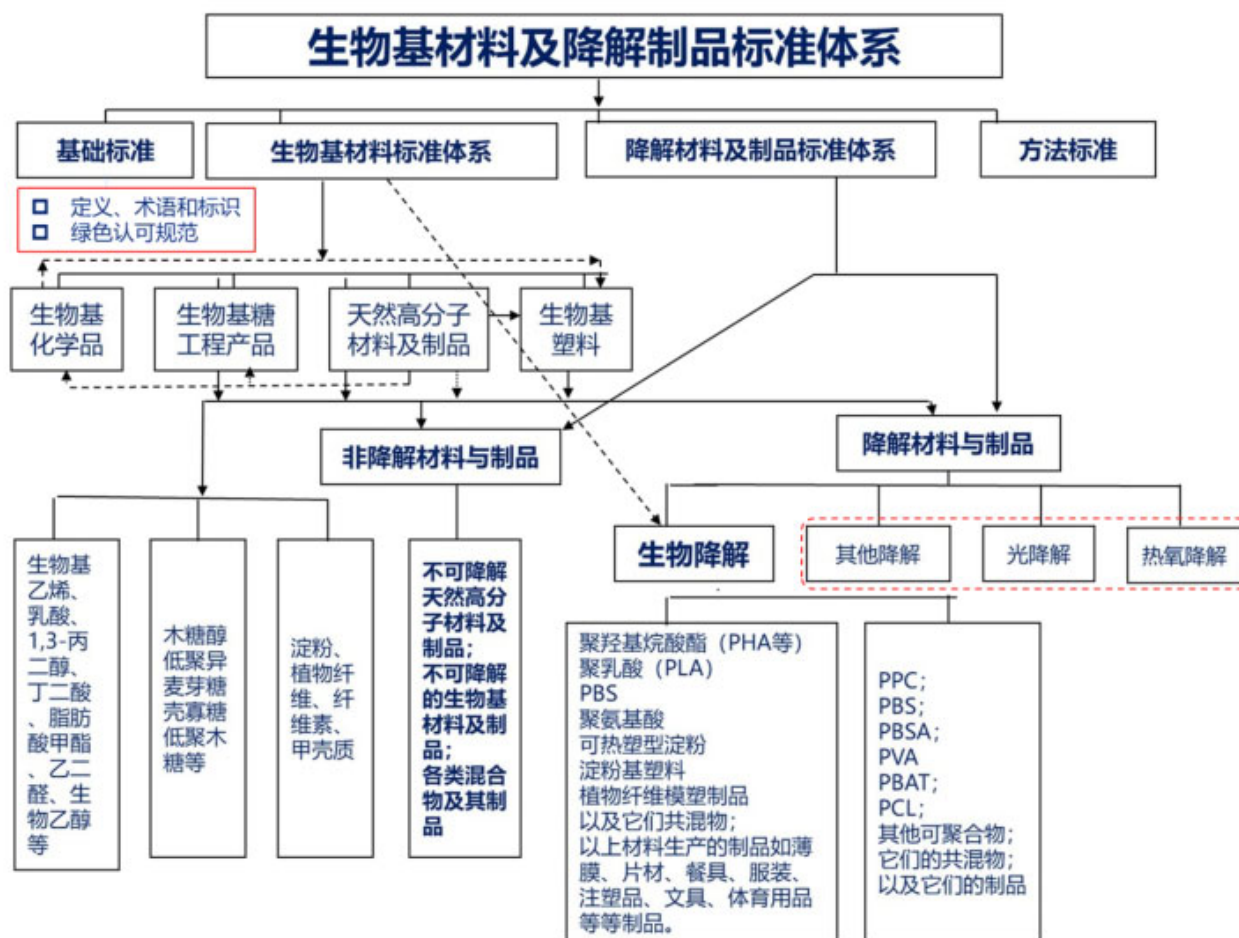 生物基材料及降解制品标准体系
基础标准
生物基材料标准体系
降解材料及制品标准体系
方法标准
定义、术语和标识
绿色认可规范
生物基
化学品
生物基糖
工程产品
天然高分子
材料及制品
生物基
塑料
非降解材料与制品
降解材料与制品
生物降解
其他降解
光降解
热氧降解
生物基
乙烯、
乳酸、
1,3-丙
二醇、
丁二酸
、脂肪
酸甲酯
、乙二
醛、生
物乙醇
等
木糖醇
低聚异
麦芽糖
壳寡糖
低聚木
糖等
淀粉、
植物纤
维、纤
维素、
甲壳质
不可降解
天然高分
子材料及
制品；
不可降解
的生物基
材料及制
品；
各类混合
物及其制
品
聚羟基烷酸酯（PHA等）
聚乳酸（PLA）
PBS
聚氨基酸
可热塑型淀粉
淀粉基塑料
植物纤维模塑制品
以及它们共混物；
以上材料生产的制品如薄
膜、片材、餐具、服装、
注塑品、文具、体育用品
等等制品。
PPC；
PBS；
PBSA；
PVA
PBAT；
PCL；
其他可聚合物；
它们的共混物；
以及它们的制品